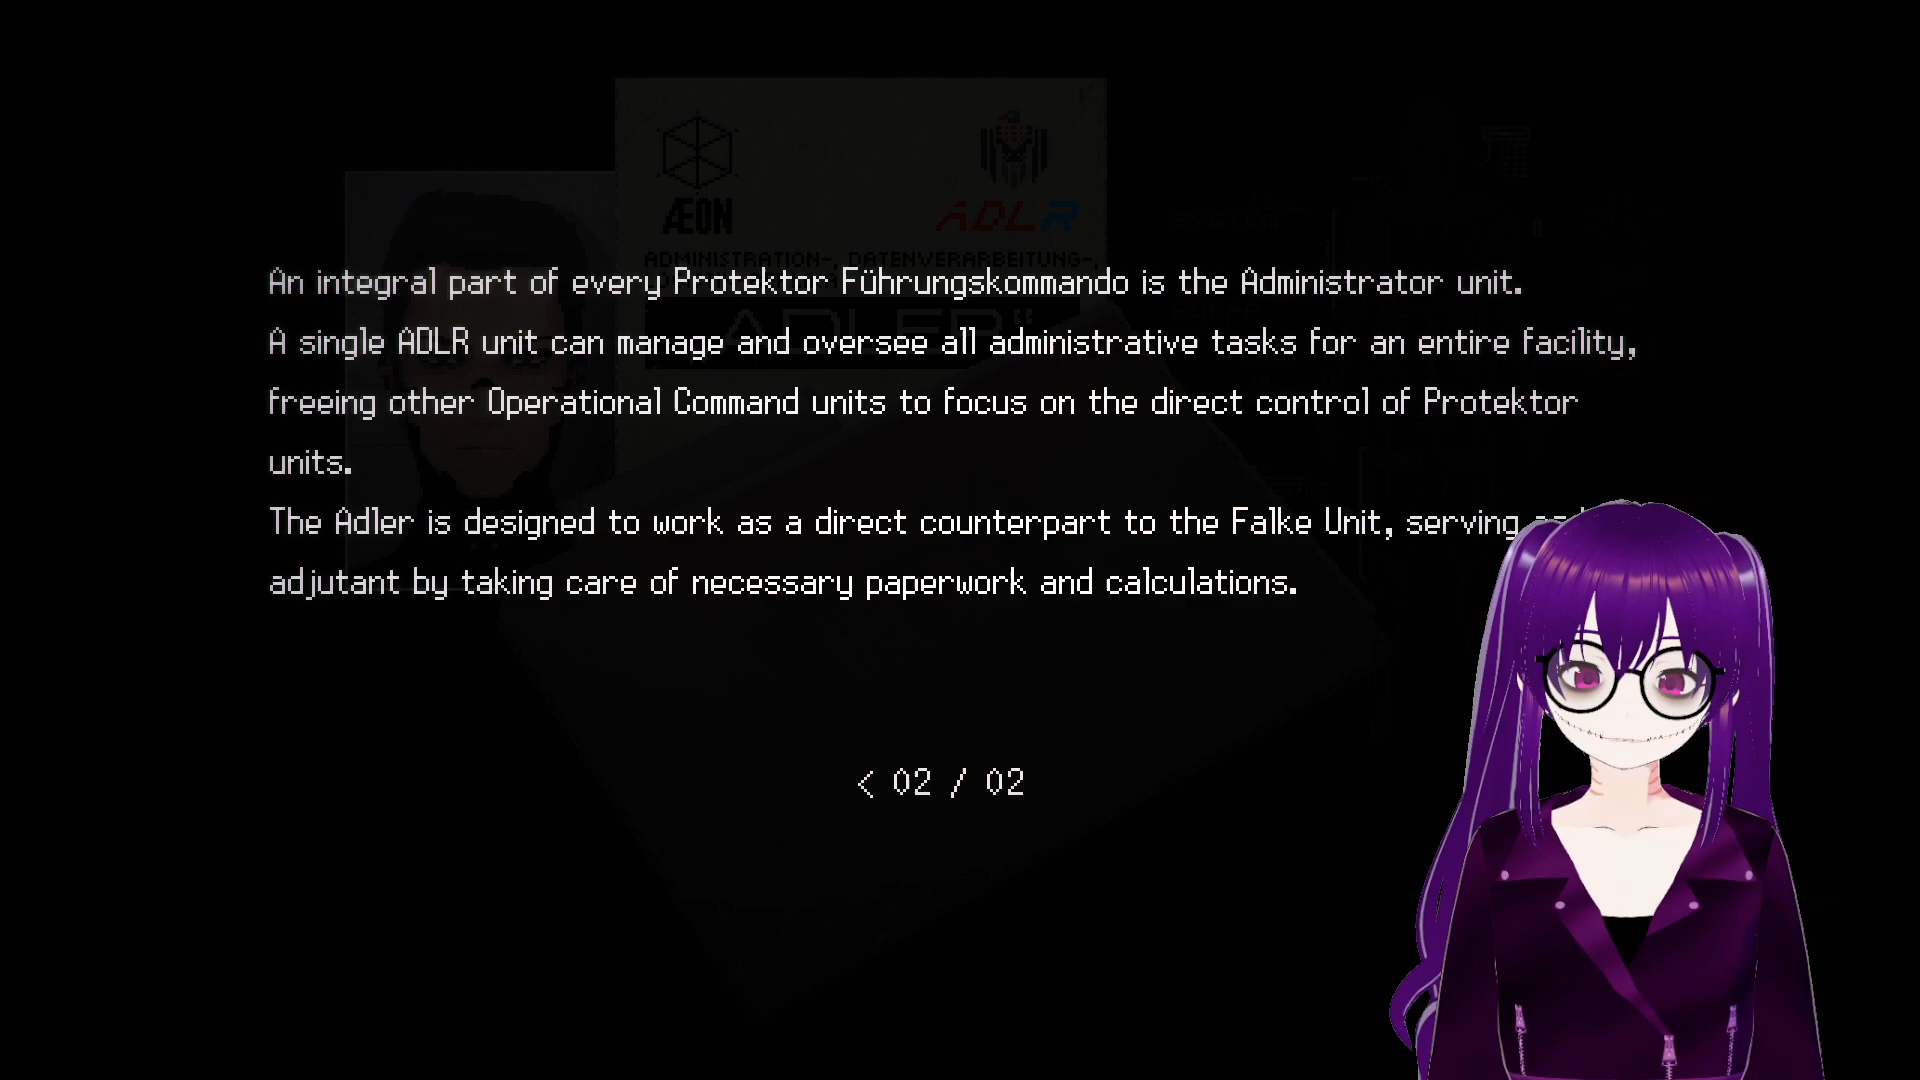 ÆON
ADLR
ADMINISTRATION-, DATENVERARBEITUNG-,
An integral part of every Protektor Führungskommando is the Administrator unit.
A single ADLR unit can manage and oversee all administrative tasks for an entire facility,
freeing other Operational Command units to focus on the direct control of Protektor
units.
The Adler is designed to work as a direct counterpart to the Falke Unit, serving
adjutant by taking care of necessary paperwork and calculations.
< 02 / 02